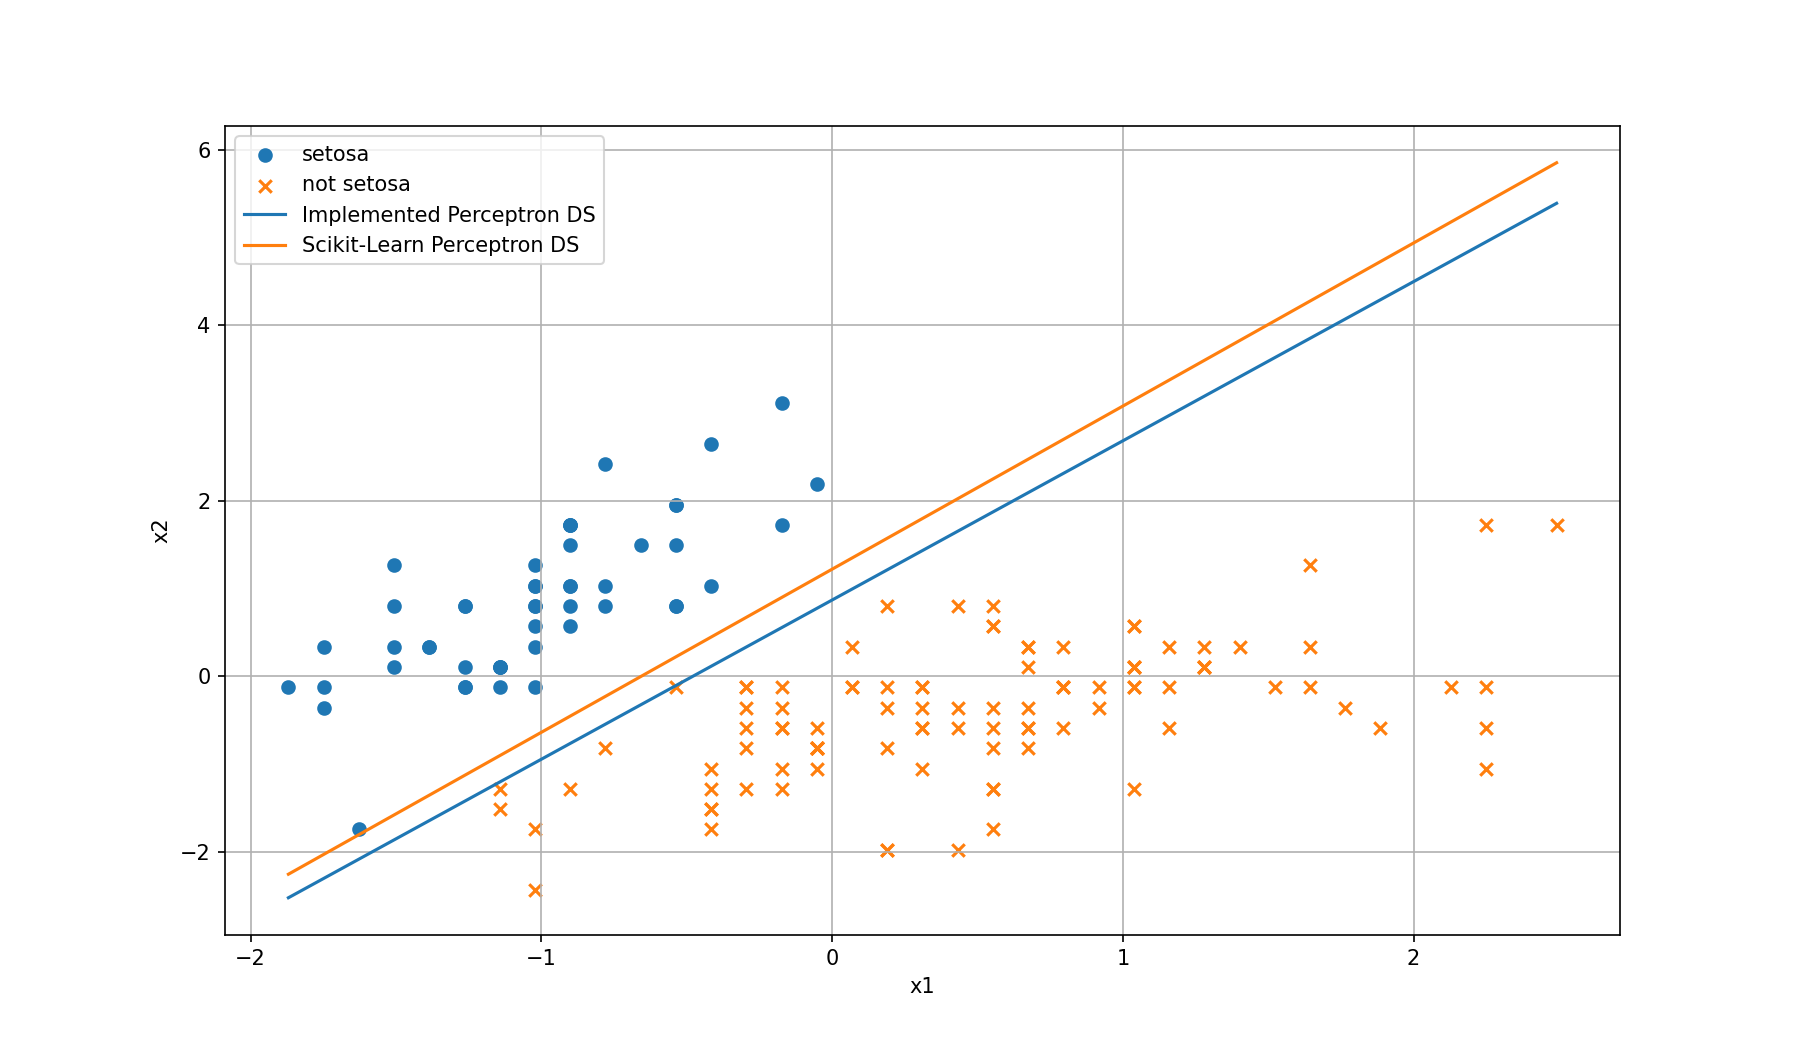 setosa
not setosa
Implemented Perceptron DS
Scikit-Learn Perceptron DS
6
4
2
0
−2
x2
−2
−1
0
1
2
x1